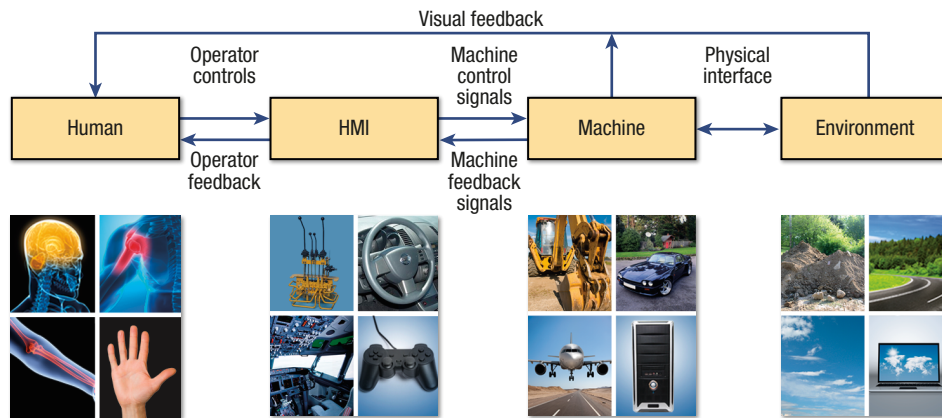 Visual feedback
Operator
controls
Machine
control
signals
Physical
interface
Human
HMI
Machine
Environment
Operator
feedback
Machine
feedback
signals